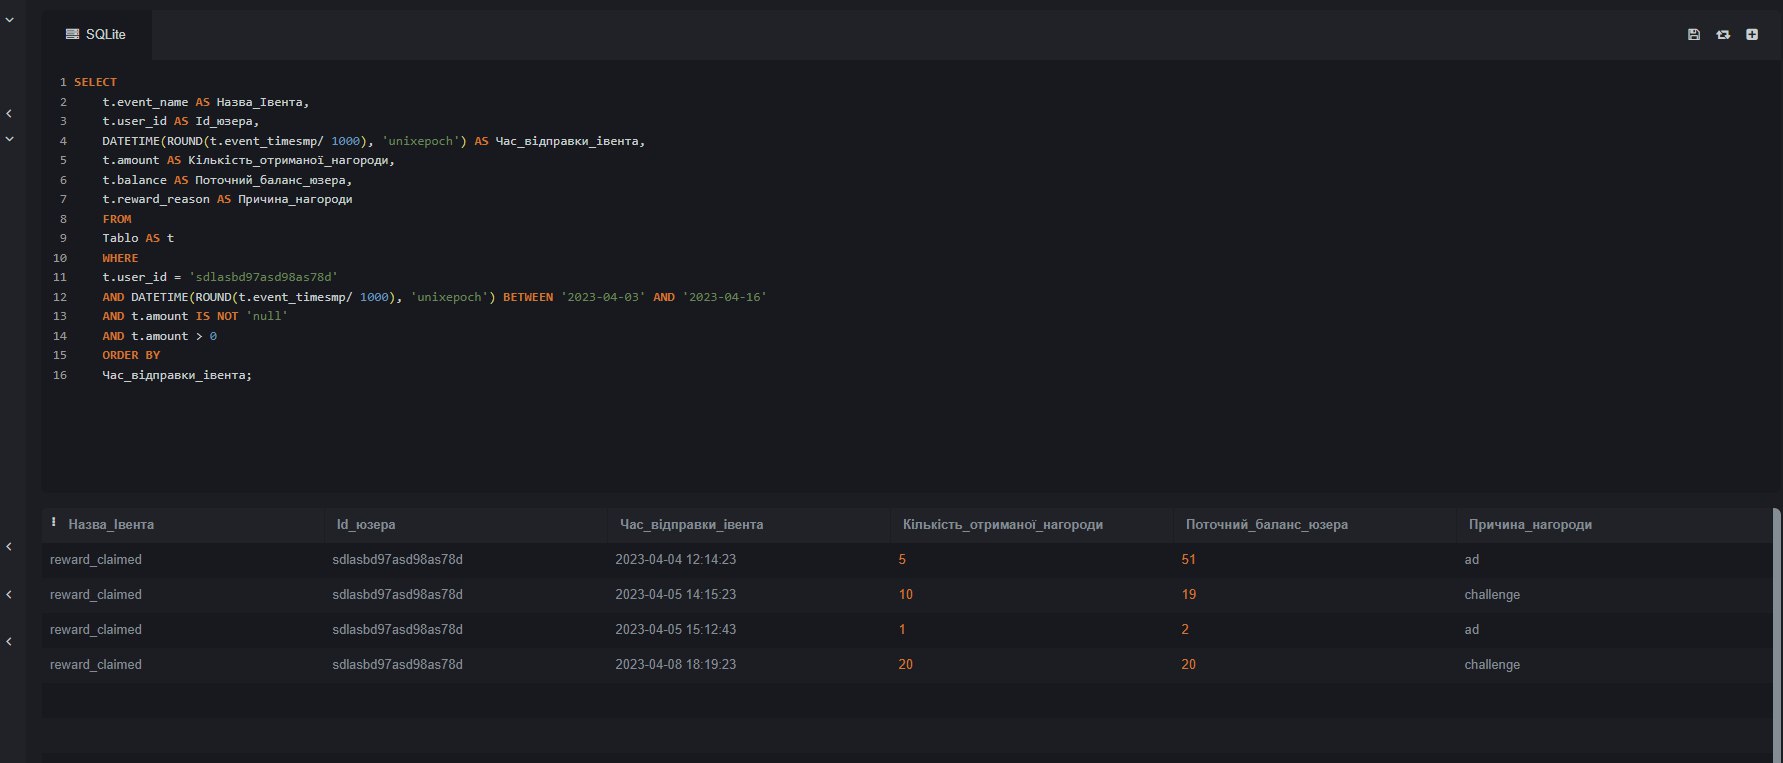 SQLite
1 SELECT
2 t.event_name AS Назва_Івента,
3 t.user_id AS Id_юзера,
4 DATETIME(ROUND(t.event_timesmp/ 1000), 'unixepoch') AS Час_відправки_івента,
5 t.amount AS Кількість_отриманої_нагороди,
6 t.balance AS Поточний_баланс_юзера,
7 t.reward_reason AS Причина_нагороди
8 FROM
9 Tablo AS t
10 WHERE
11 t.user_id = 'sdlasbd97asd98as78d'
12 AND DATETIME(ROUND(t.event_timesmp/ 1000), 'unixepoch') BETWEEN '2023-04-03' AND '2023-04-16'
13 AND t.amount IS NOT 'null'
14 AND t.amount > 0
15 ORDER BY
16 Час_відправки_івента;
Назва_Івента Id_юзера Час_відправки_івента Кількість_отриманої_нагороди Поточний_баланс_юзера Причина_нагороди
reward_claimed sdlasbd97asd98as78d 2023-04-04 12:14:23 5 51 ad
reward_claimed sdlasbd97asd98as78d 2023-04-05 14:15:23 10 19 challenge
reward_claimed sdlasbd97asd98as78d 2023-04-05 15:12:43 1 2 ad
reward_claimed sdlasbd97asd98as78d 2023-04-08 18:19:23 20 20 challenge